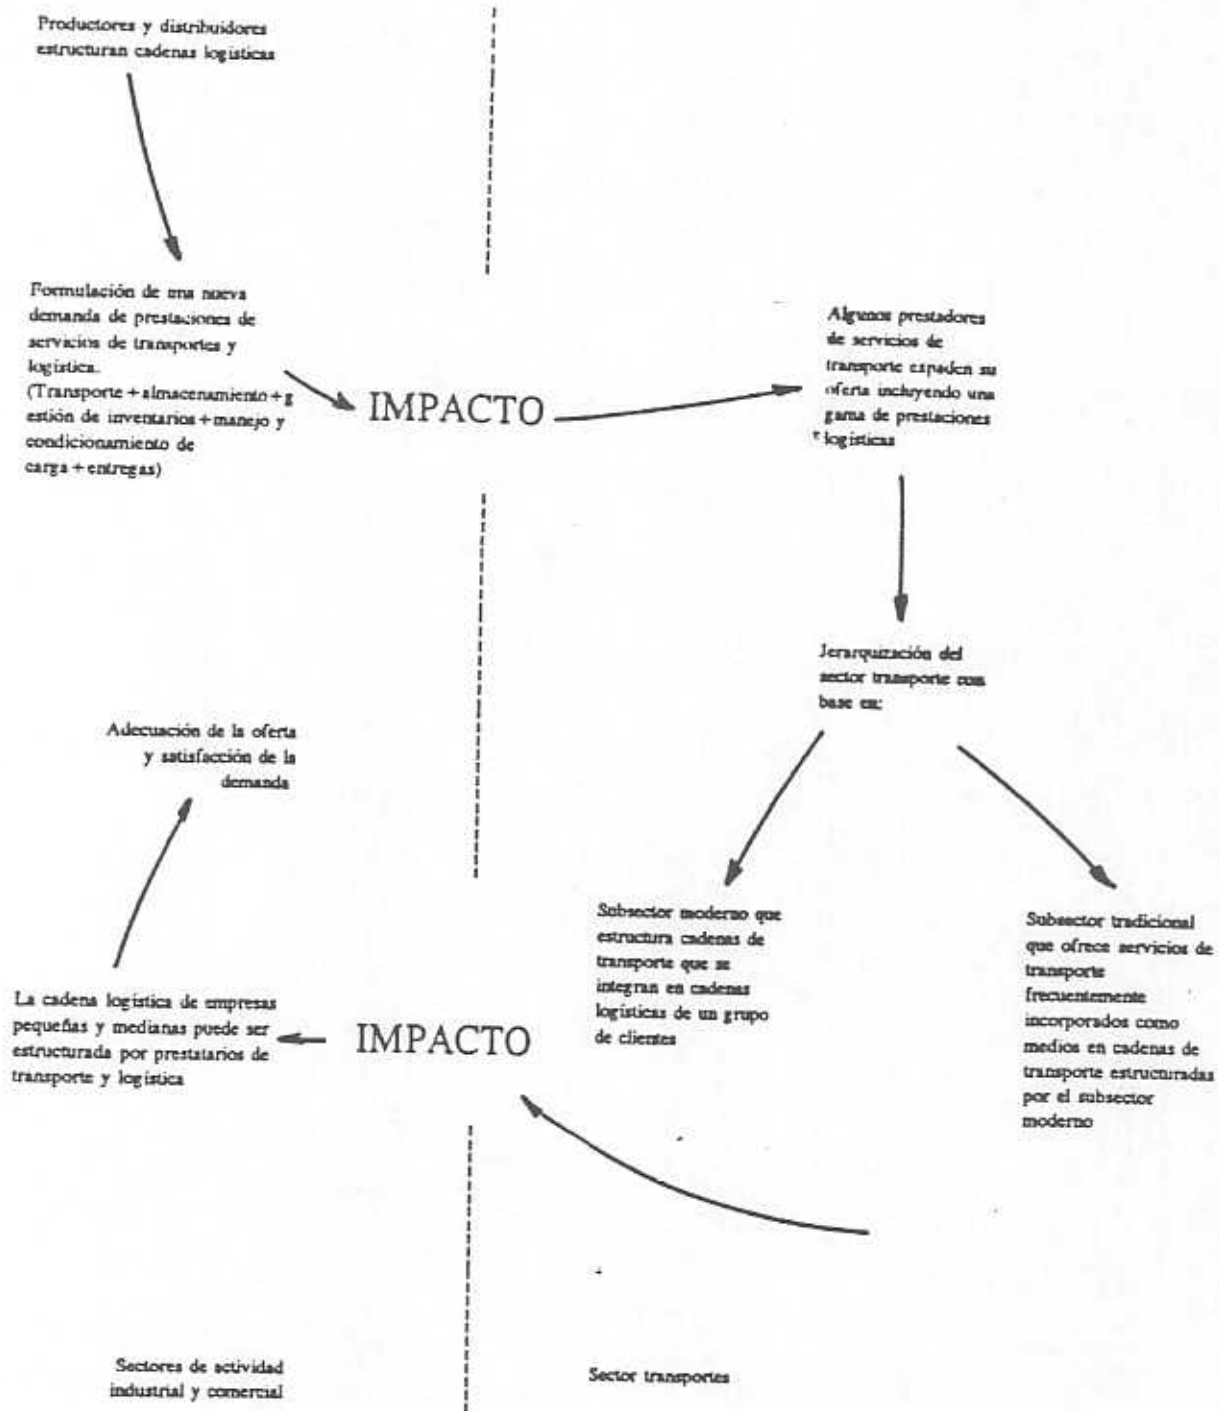 Productores y distribuidores
estructuran cadenas logísticas
Formulación de una nueva
demanda de prestaciones de
servicios de transportes y
logística.
(Transporte+almacenamiento+g
estión de inventarios+manejo y
condicionamiento de
carga+entregas)
IMPACTO
Algunos prestadores
de servicios de
transporte expaden su
oferta incluyendo una
gama de prestaciones
logísticas
Jerarquización del
sector transporte con
base en:
Adecuación de la oferta
y satisfacción de la
demanda
Subsector moderno que
estructura cadenas de
transporte que se
integran en cadenas
logísticas de un grupo
de clientes
Subsector tradicional
que ofrece servicios de
transporte
frecuentemente
incorporados como
medios en cadenas de
transporte estructuradas
por el subsector
moderno
La cadena logística de empresas
pequeñas y medianas puede ser
estructurada por prestatarios de
transporte y logística
IMPACTO
Sectores de actividad
industrial y comercial
Sector transportes